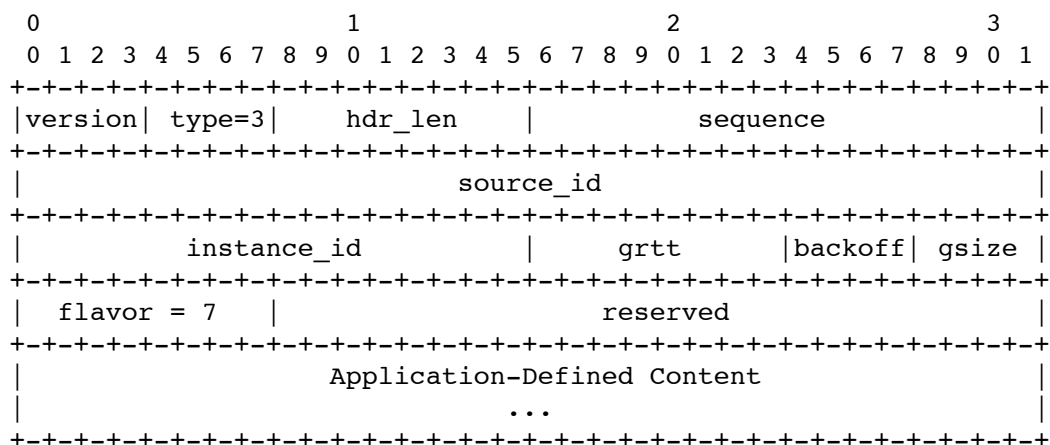 0                   1                   2                   3
 0 1 2 3 4 5 6 7 8 9 0 1 2 3 4 5 6 7 8 9 0 1 2 3 4 5 6 7 8 9 0 1
+-+-+-+-+-+-+-+-+-+-+-+-+-+-+-+-+-+-+-+-+-+-+-+-+-+-+-+-+-+-+-+-+
|version| type=3|    hdr_len    |          sequence             |
+-+-+-+-+-+-+-+-+-+-+-+-+-+-+-+-+-+-+-+-+-+-+-+-+-+-+-+-+-+-+-+-+
|                           source_id                           |
+-+-+-+-+-+-+-+-+-+-+-+-+-+-+-+-+-+-+-+-+-+-+-+-+-+-+-+-+-+-+-+-+
|          instance_id          |     grtt      |backoff| gsize |
+-+-+-+-+-+-+-+-+-+-+-+-+-+-+-+-+-+-+-+-+-+-+-+-+-+-+-+-+-+-+-+-+
|  flavor = 7   |                    reserved                   |
+-+-+-+-+-+-+-+-+-+-+-+-+-+-+-+-+-+-+-+-+-+-+-+-+-+-+-+-+-+-+-+-+
|                   Application-Defined Content                 |
|                              ...                              |
+-+-+-+-+-+-+-+-+-+-+-+-+-+-+-+-+-+-+-+-+-+-+-+-+-+-+-+-+-+-+-+-+